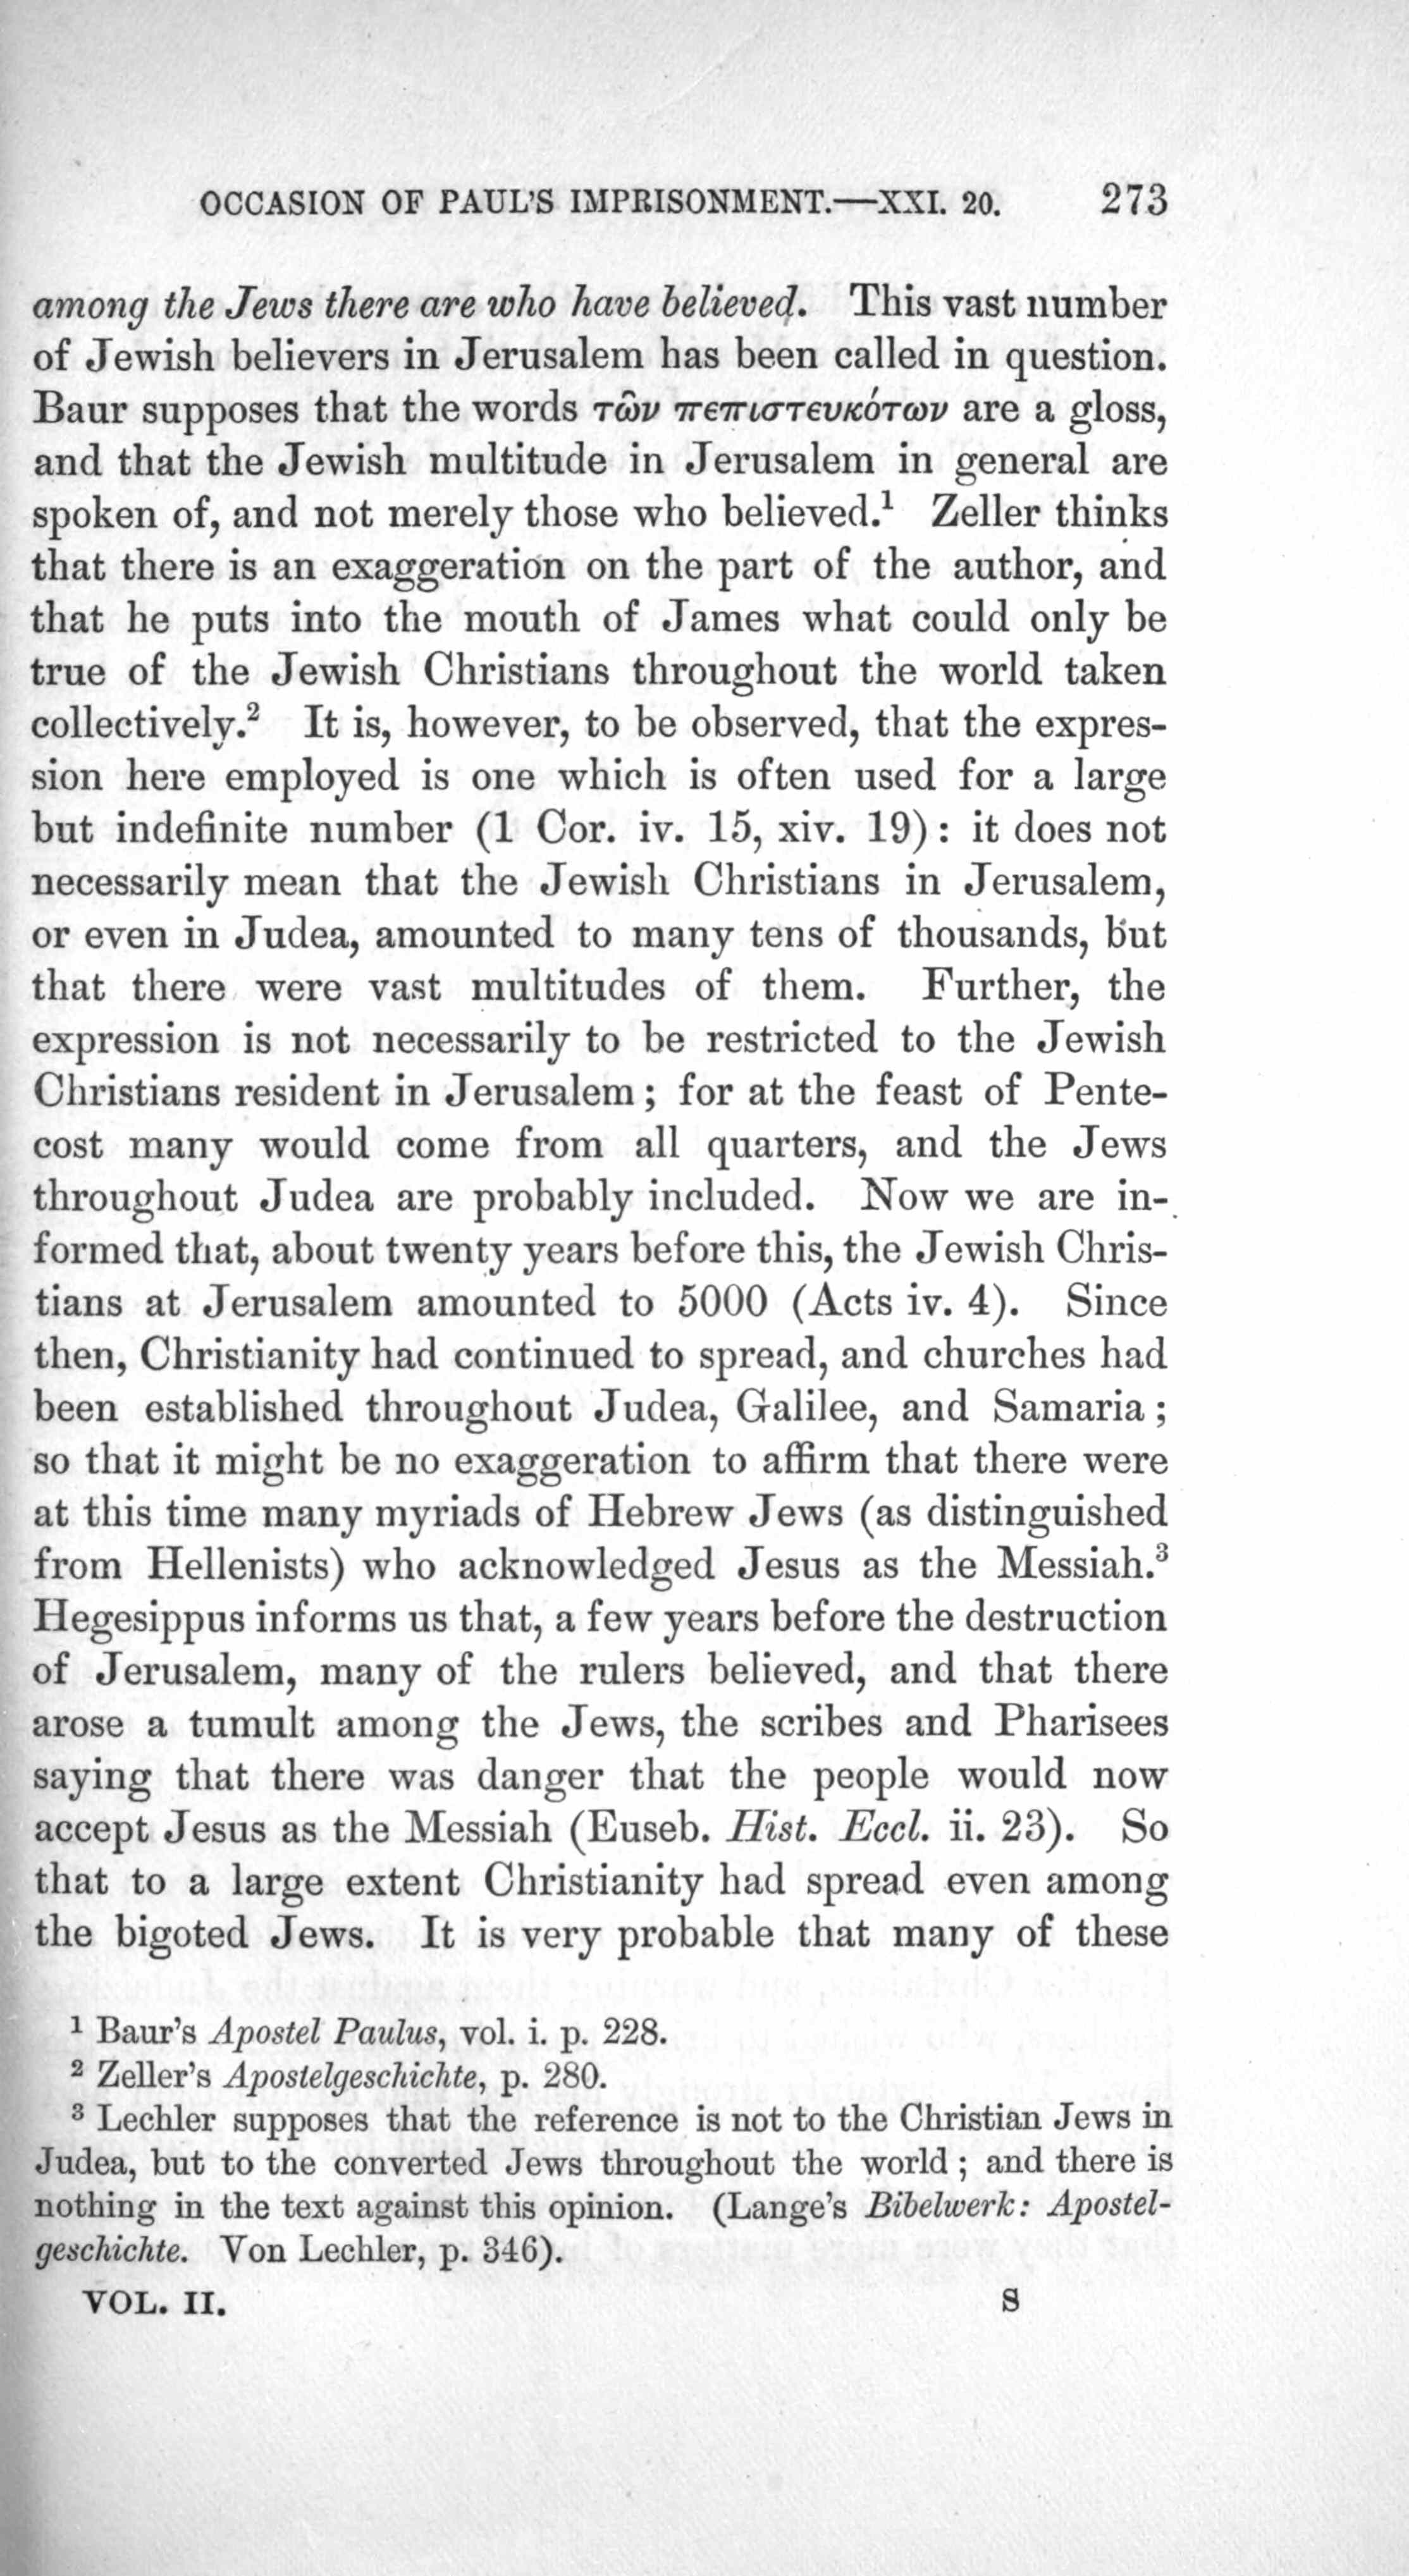 OCCASION OF PAUL'S IMPRISONMENT.—XXI. 20. 273
among the Jews there are who have believed. This vast number
of Jewish believers in Jerusalem has been called in question.
Baur supposes that the words τῶν πεπιστευκότων are a gloss,
and that the Jewish multitude in Jerusalem in general are
spoken of, and not merely those who believed.¹ Zeller thinks
that there is an exaggeration on the part of the author, and
that he puts into the mouth of James what could only be
true of the Jewish Christians throughout the world taken
collectively.² It is, however, to be observed, that the expres-
sion here employed is one which is often used for a large
but indefinite number (1 Cor. iv. 15, xiv. 19): it does not
necessarily mean that the Jewish Christians in Jerusalem,
or even in Judea, amounted to many tens of thousands, but
that there were vast multitudes of them. Further, the
expression is not necessarily to be restricted to the Jewish
Christians resident in Jerusalem; for at the feast of Pente-
cost many would come from all quarters, and the Jews
throughout Judea are probably included. Now we are in-
formed that, about twenty years before this, the Jewish Chris-
tians at Jerusalem amounted to 5000 (Acts iv. 4). Since
then, Christianity had continued to spread, and churches had
been established throughout Judea, Galilee, and Samaria;
so that it might be no exaggeration to affirm that there were
at this time many myriads of Hebrew Jews (as distinguished
from Hellenists) who acknowledged Jesus as the Messiah.³
Hegesippus informs us that, a few years before the destruction
of Jerusalem, many of the rulers believed, and that there
arose a tumult among the Jews, the scribes and Pharisees
saying that there was danger that the people would now
accept Jesus as the Messiah (Euseb. Hist. Eccl. ii. 23). So
that to a large extent Christianity had spread even among
the bigoted Jews. It is very probable that many of these
¹ Baur's Apostel Paulus, vol. i. p. 228.
² Zeller's Apostelgeschichte, p. 280.
³ Lechler supposes that the reference is not to the Christian Jews in
Judea, but to the converted Jews throughout the world; and there is
nothing in the text against this opinion. (Lange's Bibelwerk: Apostel-
geschichte. Von Lechler, p. 346).
VOL. II. S